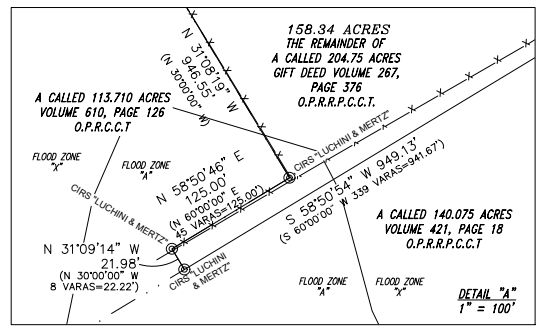 158.34 ACRES
THE REMAINDER OF
A CALLED 204.75 ACRES
GIFT DEED VOLUME 267,
PAGE 376
O.P.R.R.P.C.C.T.
N 31°08'19" W
946.55'
(N 30°00'00" W)
A CALLED 113.710 ACRES
VOLUME 610, PAGE 126
O.P.R.C.C.T
FLOOD ZONE
"X"
FLOOD ZONE
"A"
CIRS "LUCHINI & MERTZ"
N 58°50'46" E
125.00'
(N 60°00'00" E
45 VARAS=125.00')
S 58°50'54" W 949.13'
(S 60°00'00" W 339 VARAS=941.67')
CIRS "LUCHINI & MERTZ"
N 31°09'14" W
21.98'
(N 30°00'00" W
8 VARAS=22.22')
CIRS "LUCHINI
& MERTZ"
A CALLED 140.075 ACRES
VOLUME 421, PAGE 18
O.P.R.R.P.C.C.T
FLOOD ZONE
"A"
FLOOD ZONE
"X"
DETAIL "A"
1" = 100'